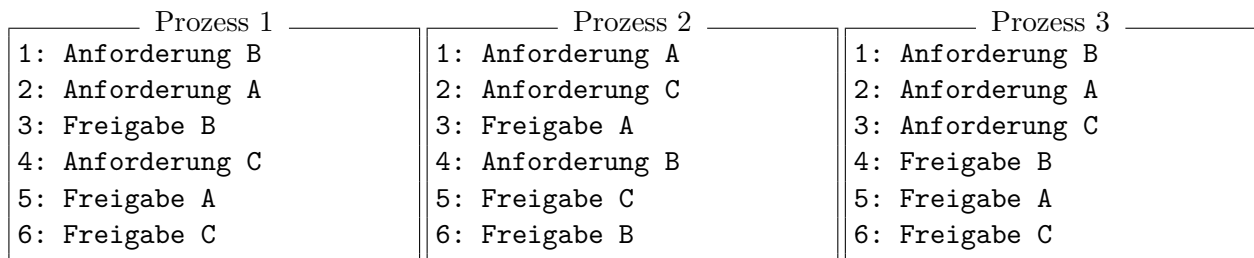 Prozess 1
1: Anforderung B
2: Anforderung A
3: Freigabe B
4: Anforderung C
5: Freigabe A
6: Freigabe C
Prozess 2
1: Anforderung A
2: Anforderung C
3: Freigabe A
4: Anforderung B
5: Freigabe C
6: Freigabe B
Prozess 3
1: Anforderung B
2: Anforderung A
3: Anforderung C
4: Freigabe B
5: Freigabe A
6: Freigabe C